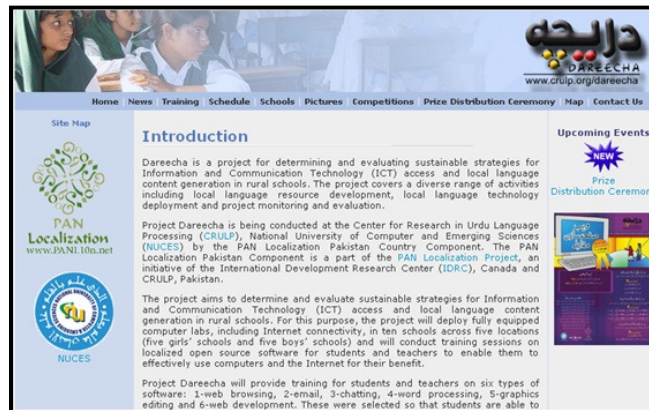 دریچہ
DAREECHA
www.crulp.org/dareecha
Home News Training Schedule Schools Pictures Competitions Prize Distribution Ceremony Map Contact Us
Site Map
PAN
Localization
www.PANL10n.net
NUCES
Introduction
Dareecha is a project for determining and evaluating sustainable strategies for
Information and Communication Technology (ICT) access and local language
content generation in rural schools. The project covers a diverse range of activities
including local language resource development, local language technology
deployment and project monitoring and evaluation.
Project Dareecha is being conducted at the Center for Research in Urdu Language
Processing (CRULP), National University of Computer and Emerging Sciences
(NUCES) by the PAN Localization Pakistan Country Component. The PAN
Localization Pakistan Component is a part of the PAN Localization Project, an
initiative of the International Development Research Center (IDRC), Canada and
CRULP, Pakistan.
The project aims to determine and evaluate sustainable strategies for Information
and Communication Technology (ICT) access and local language content
generation in rural schools. For this purpose, the project will deploy fully equipped
computer labs, including Internet connectivity, in ten schools across five locations
(five girls' schools and five boys' schools) and will conduct training sessions on
localized open source software for students and teachers to enable them to
effectively use computers and the Internet for their benefit.
Project Dareecha will provide training for students and teachers on six types of
software: 1-web browsing, 2-email, 3-chatting, 4-word processing, 5-graphics
editing and 6-web development. These were selected so that students are able to
Upcoming Events
NEW
Prize
Distribution Ceremon